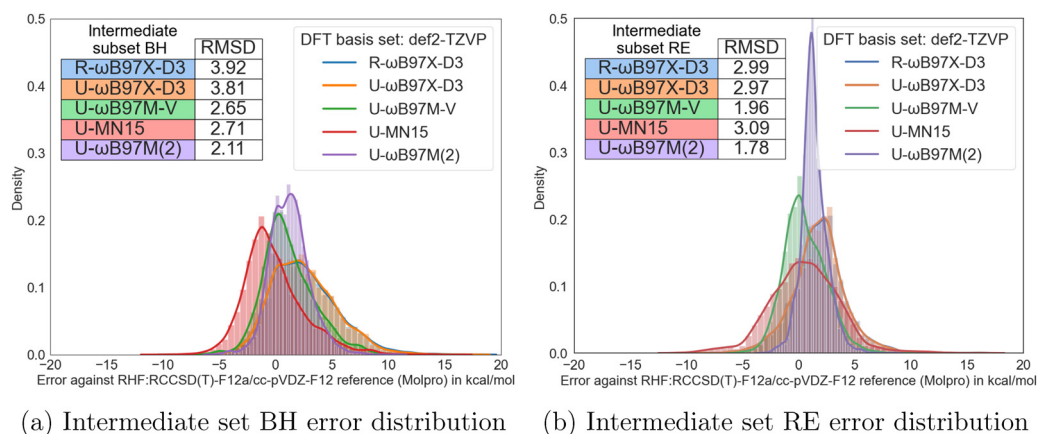 Intermediate
subset BH RMSD
R-ωB97X-D3 3.92
U-ωB97X-D3 3.81
U-ωB97M-V 2.65
U-MN15 2.71
U-ωB97M(2) 2.11
DFT basis set: def2-TZVP
R-ωB97X-D3
U-ωB97X-D3
U-ωB97M-V
U-MN15
U-ωB97M(2)
0.5
0.4
0.3
0.2
0.1
0.0
Density
−20 −15 −10 −5 0 5 10 15 20
Error against RHF:RCCSD(T)-F12a/cc-pVDZ-F12 reference (Molpro) in kcal/mol
(a) Intermediate set BH error distribution
Intermediate
subset RE RMSD
R-ωB97X-D3 2.99
U-ωB97X-D3 2.97
U-ωB97M-V 1.96
U-MN15 3.09
U-ωB97M(2) 1.78
DFT basis set: def2-TZVP
R-ωB97X-D3
U-ωB97X-D3
U-ωB97M-V
U-MN15
U-ωB97M(2)
0.5
0.4
0.3
0.2
0.1
0.0
Density
−20 −15 −10 −5 0 5 10 15 20
Error against RHF:RCCSD(T)-F12a/cc-pVDZ-F12 reference (Molpro) in kcal/mol
(b) Intermediate set RE error distribution